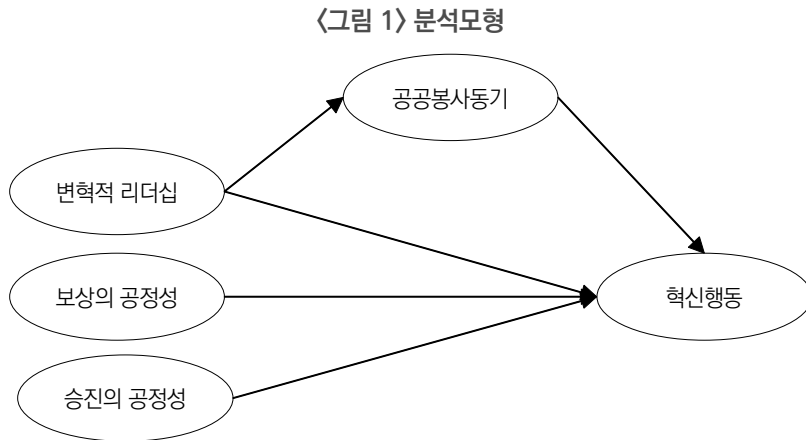 〈그림 1〉 분석모형
공공봉사동기
변혁적 리더십
보상의 공정성
혁신행동
승진의 공정성